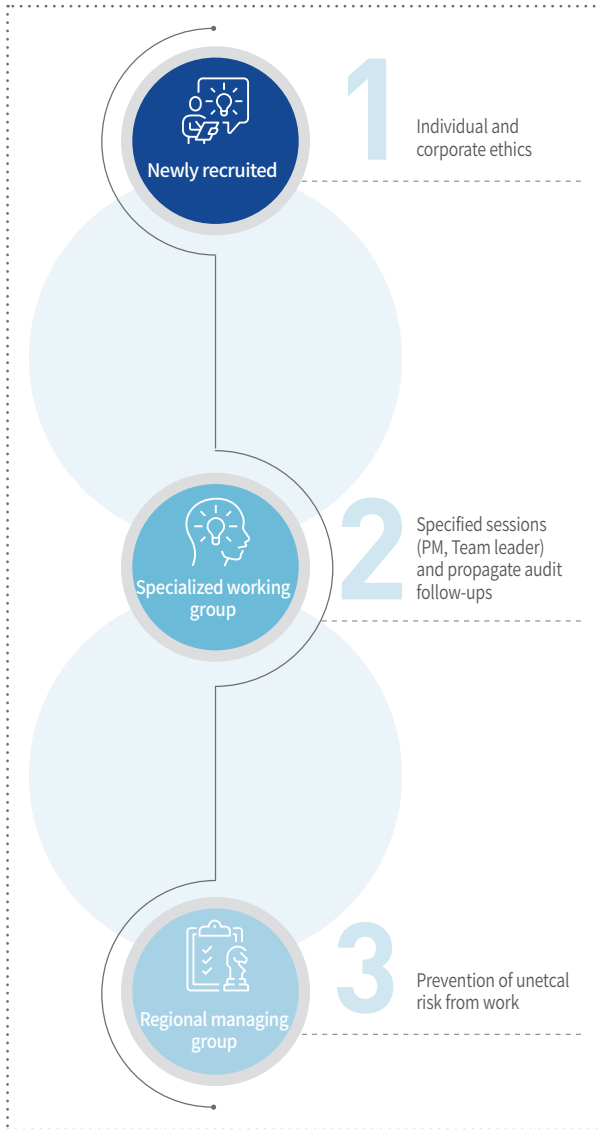 Newly recruited
1
Individual and
corporate ethics
Specialized working
group
2
Specified sessions
(PM, Team leader)
and propagate audit
follow-ups
Regional managing
group
3
Prevention of unetcal
risk from work